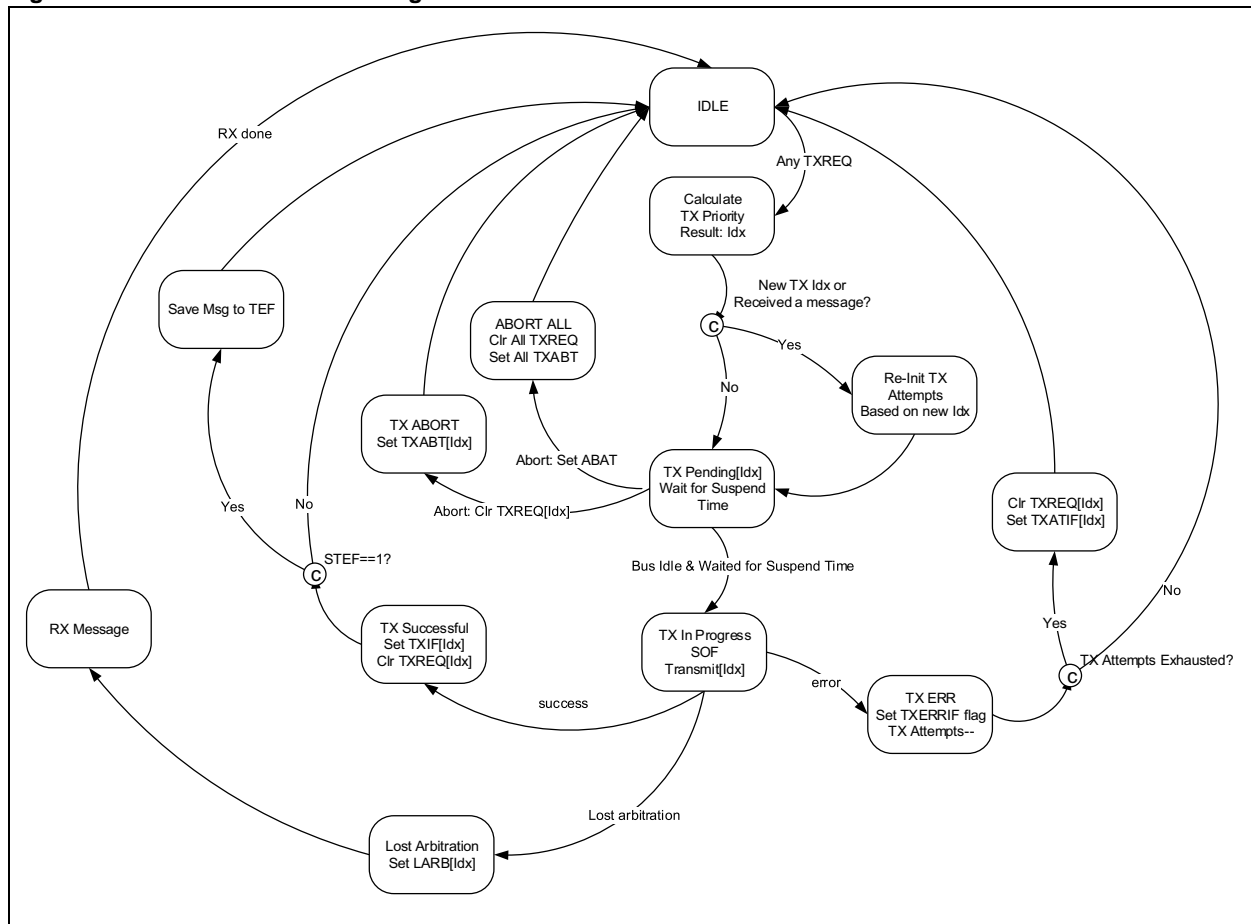 RX done
IDLE
Any TXREQ
Calculate
TX Priority
Result: Idx
New TX Idx or
Received a message?
C
Yes
No
Re-Init TX
Attempts
Based on new Idx
Save Msg to TEF
ABORT ALL
Clr All TXREQ
Set All TXABT
TX ABORT
Set TXABT[Idx]
Abort: Set ABAT
Abort: Clr TXREQ[Idx]
TX Pending[Idx]
Wait for Suspend
Time
Clr TXREQ[Idx]
Set TXATIF[Idx]
Yes
No
STEF==1?
C
Bus Idle & Waited for Suspend Time
RX Message
TX Successful
Set TXIF[Idx]
Clr TXREQ[Idx]
TX In Progress
SOF
Transmit[Idx]
Yes
No
TX Attempts Exhausted?
C
error
TX ERR
Set TXERRIF flag
TX Attempts--
success
Lost arbitration
Lost Arbitration
Set LARB[Idx]